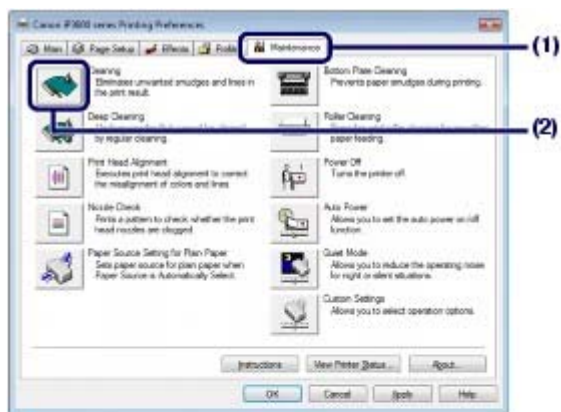 Canon iP3600 series Printing Preferences
Main
Page Setup
Effects
Profiles
Maintenance
(1)
Cleaning
Eliminates unwanted smudges and lines in
the print result.
(2)
Deep Cleaning
by regular cleaning.
Print Head Alignment
Executes print head alignment to correct
the misalignment of colors and lines
Nozzle Check
Prints a pattern to check whether the print
head nozzles are clogged.
Paper Source Setting for Plain Paper
Sets paper source for plain paper when
Paper Source is Automatically Select.
Bottom Plate Cleaning
Prevents paper smudges during printing.
Roller Cleaning
paper feeding.
Power Off
Turns the printer off.
Auto Power
Allows you to set the auto power on/off
function.
Quiet Mode
Allows you to reduce the operating noise
for night or silent situations.
Custom Settings
Allows you to select operation options.
Instructions
View Printer Status...
About...
OK
Cancel
Apply
Help